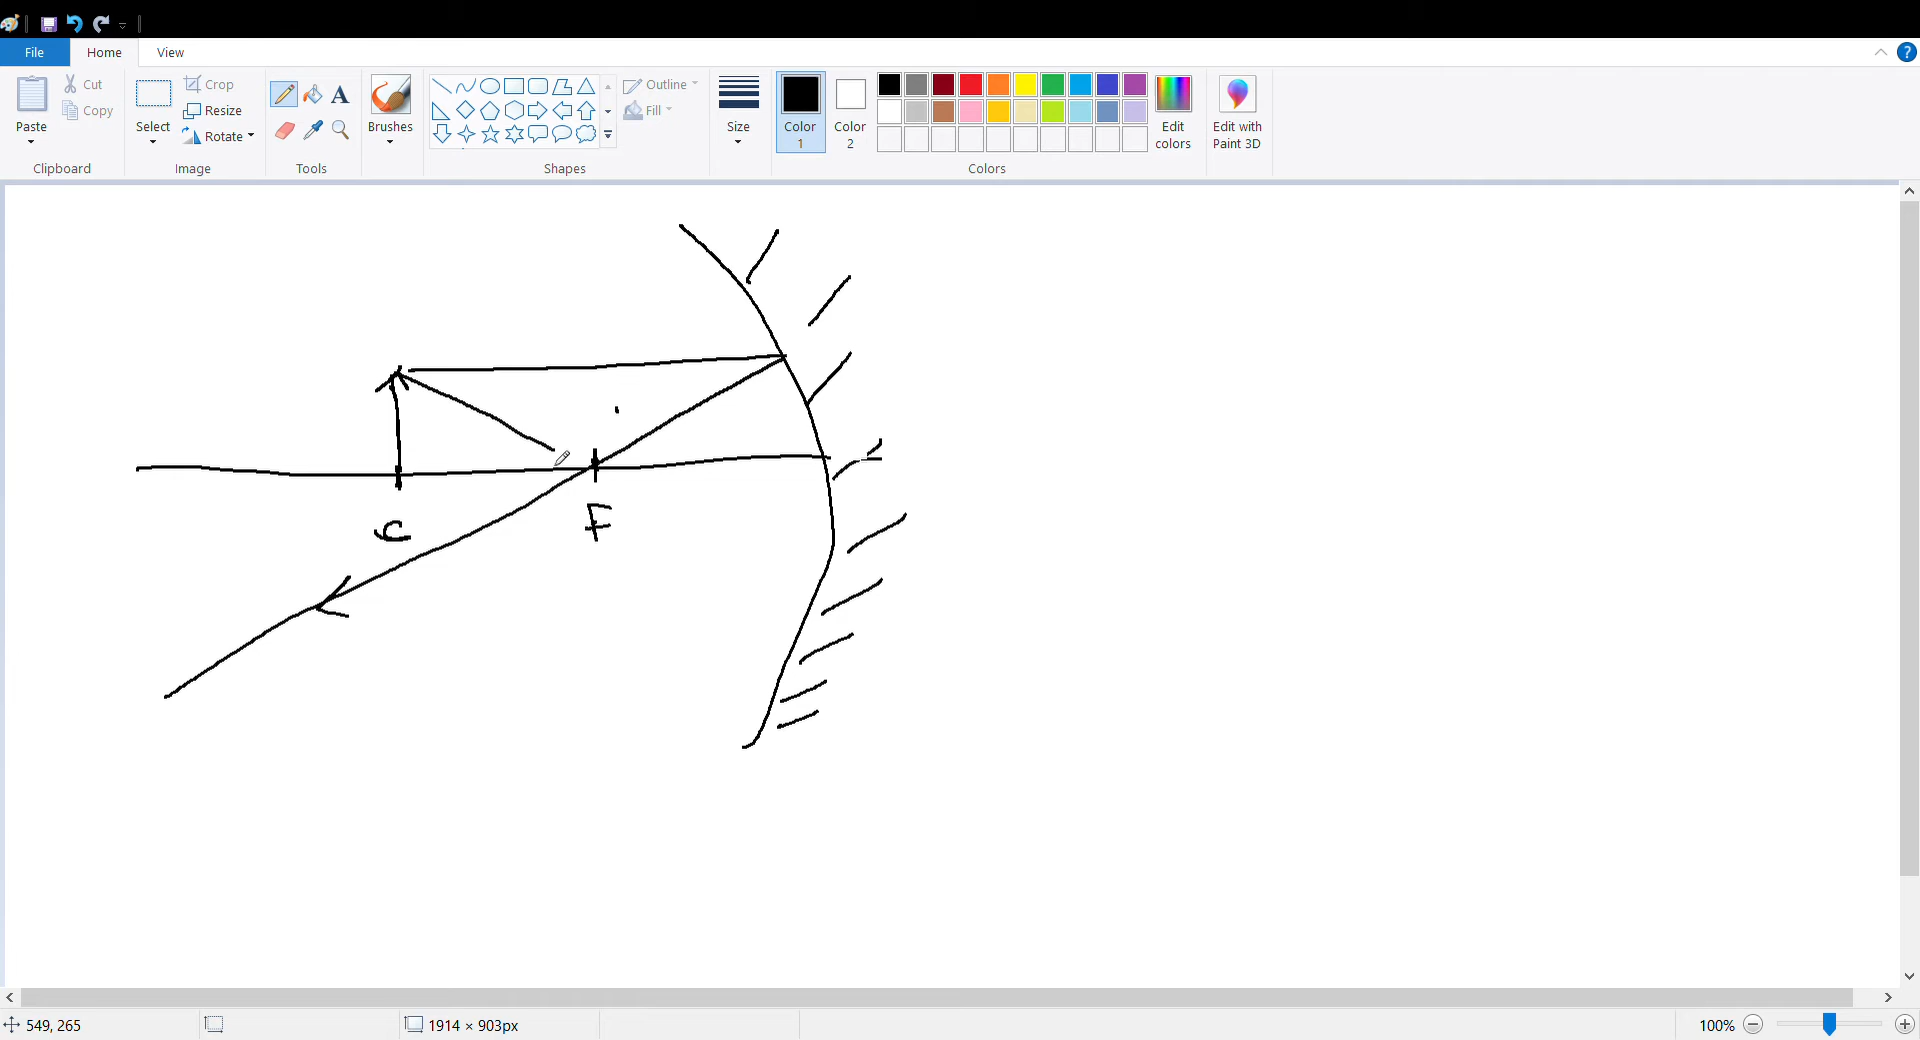 File Home View
Paste
Cut
Copy
Clipboard
Select
Crop
Resize
Rotate
Image
Tools
Brushes
Shapes
Outline
Fill
Size
Color
1
Color
2
Edit
colors
Colors
Edit with
Paint 3D
C
F
549, 265
1914 × 903px
100%